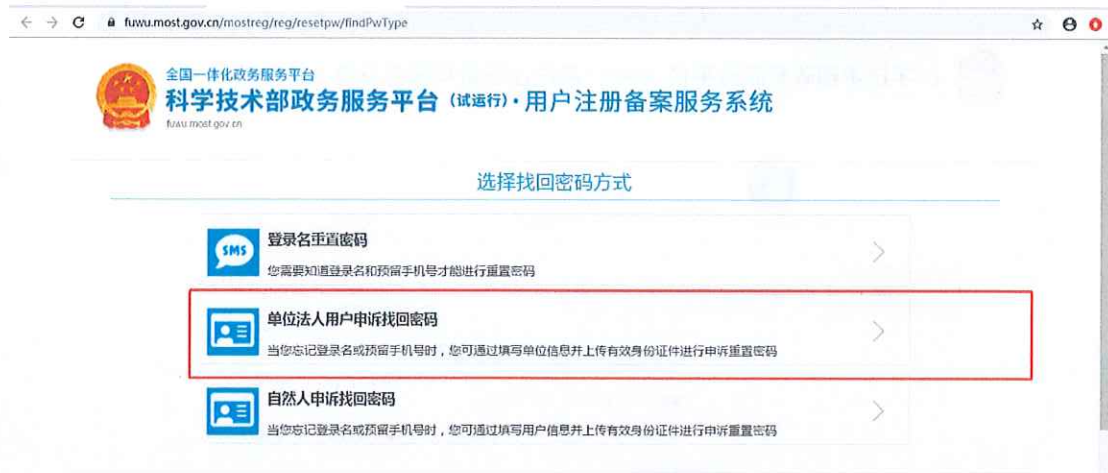 fuwu.most.gov.cn/mostreg/reg/resetpw/findPwType
全国一体化政务服务平台
科学技术部政务服务平台（试运行）·用户注册备案服务系统
fuwu.most.gov.cn
选择找回密码方式
SMS
登录名重置密码
您需要知道登录名和预留手机号才能进行重置密码
单位法人用户申诉找回密码
当您忘记登录名或预留手机号时，您可通过填写单位信息并上传有效身份证件进行申诉重置密码
自然人申诉找回密码
当您忘记登录名或预留手机号时，您可通过填写用户信息并上传有效身份证件进行申诉重置密码